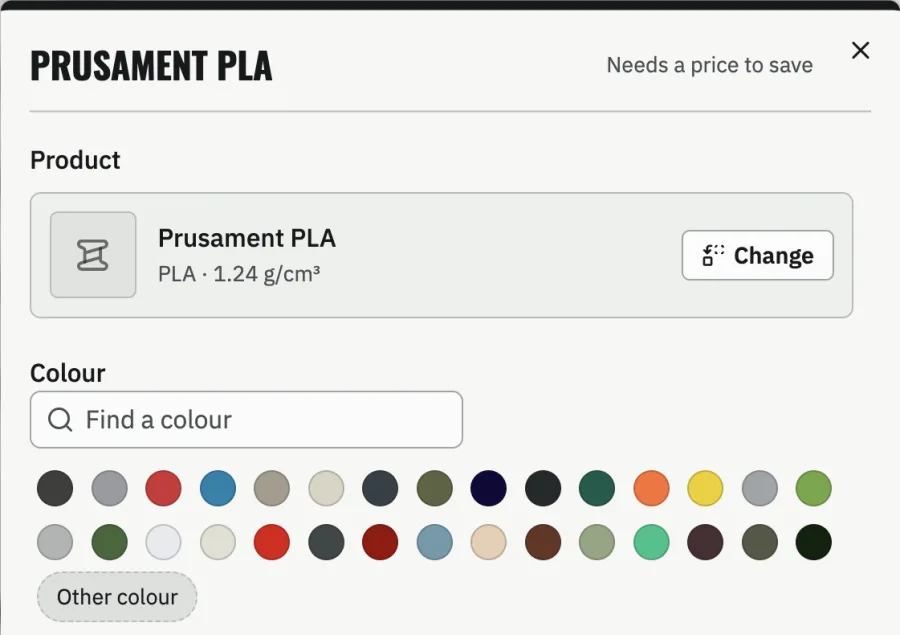 PRUSAMENT PLA
Needs a price to save
Product
Prusament PLA
PLA · 1.24 g/cm³
Change
Colour
Find a colour
Other colour